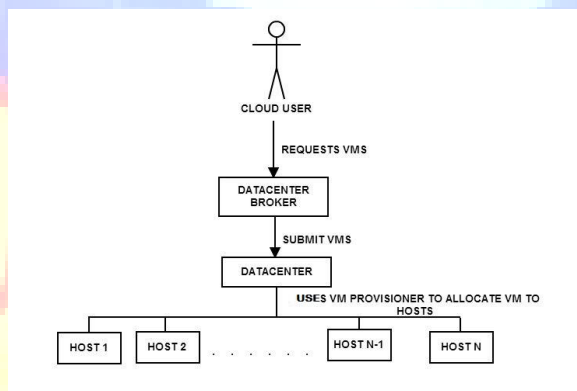 CLOUD USER
REQUESTS VMS
DATACENTER
BROKER
SUBMIT VMS
DATACENTER
USES VM PROVISIONER TO ALLOCATE VM TO
HOSTS
HOST 1
HOST 2
. . . . . .
HOST N-1
HOST N